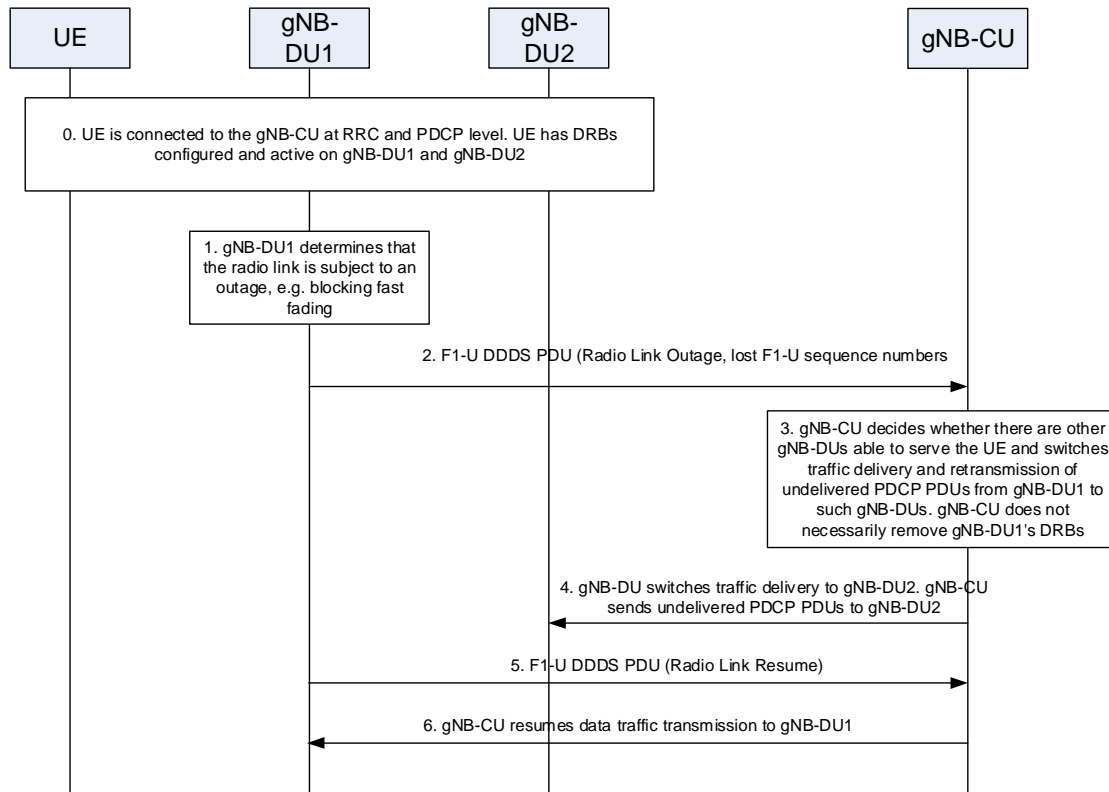 UE
gNB-
DU1
gNB-
DU2
gNB-CU
0. UE is connected to the gNB-CU at RRC and PDCP level. UE has DRBs
configured and active on gNB-DU1 and gNB-DU2
1. gNB-DU1 determines that
the radio link is subject to an
outage, e.g. blocking fast
fading
2. F1-U DDDS PDU (Radio Link Outage, lost F1-U sequence numbers
3. gNB-CU decides whether there are other
gNB-DUs able to serve the UE and switches
traffic delivery and retransmission of
undelivered PDCP PDUs from gNB-DU1 to
such gNB-DUs. gNB-CU does not
necessarily remove gNB-DU1's DRBs
4. gNB-DU switches traffic delivery to gNB-DU2. gNB-CU
sends undelivered PDCP PDUs to gNB-DU2
5. F1-U DDDS PDU (Radio Link Resume)
6. gNB-CU resumes data traffic transmission to gNB-DU1